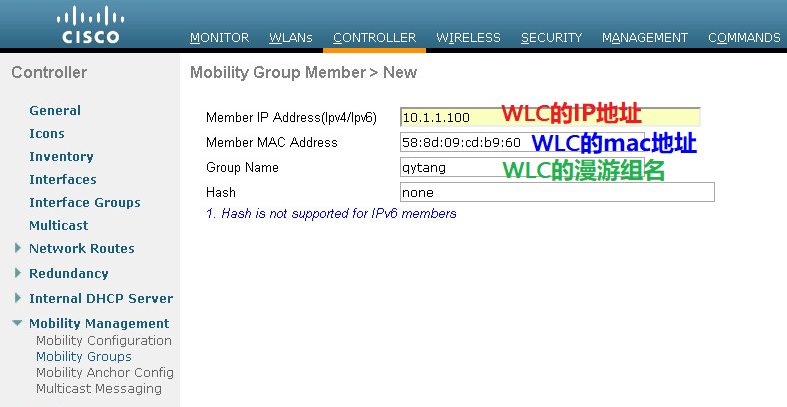 CISCO
MONITOR WLANs CONTROLLER WIRELESS SECURITY MANAGEMENT COMMANDS
Controller
General
Icons
Inventory
Interfaces
Interface Groups
Multicast
Network Routes
Redundancy
Internal DHCP Server
Mobility Management
Mobility Configuration
Mobility Groups
Mobility Anchor Config
Multicast Messaging
Mobility Group Member > New
Member IP Address(Ipv4/Ipv6) 10.1.1.100 WLC的IP地址
Member MAC Address 58:8d:09:cd:b9:60 WLC的mac地址
Group Name qytang WLC的漫游组名
Hash none
1. Hash is not supported for IPv6 members